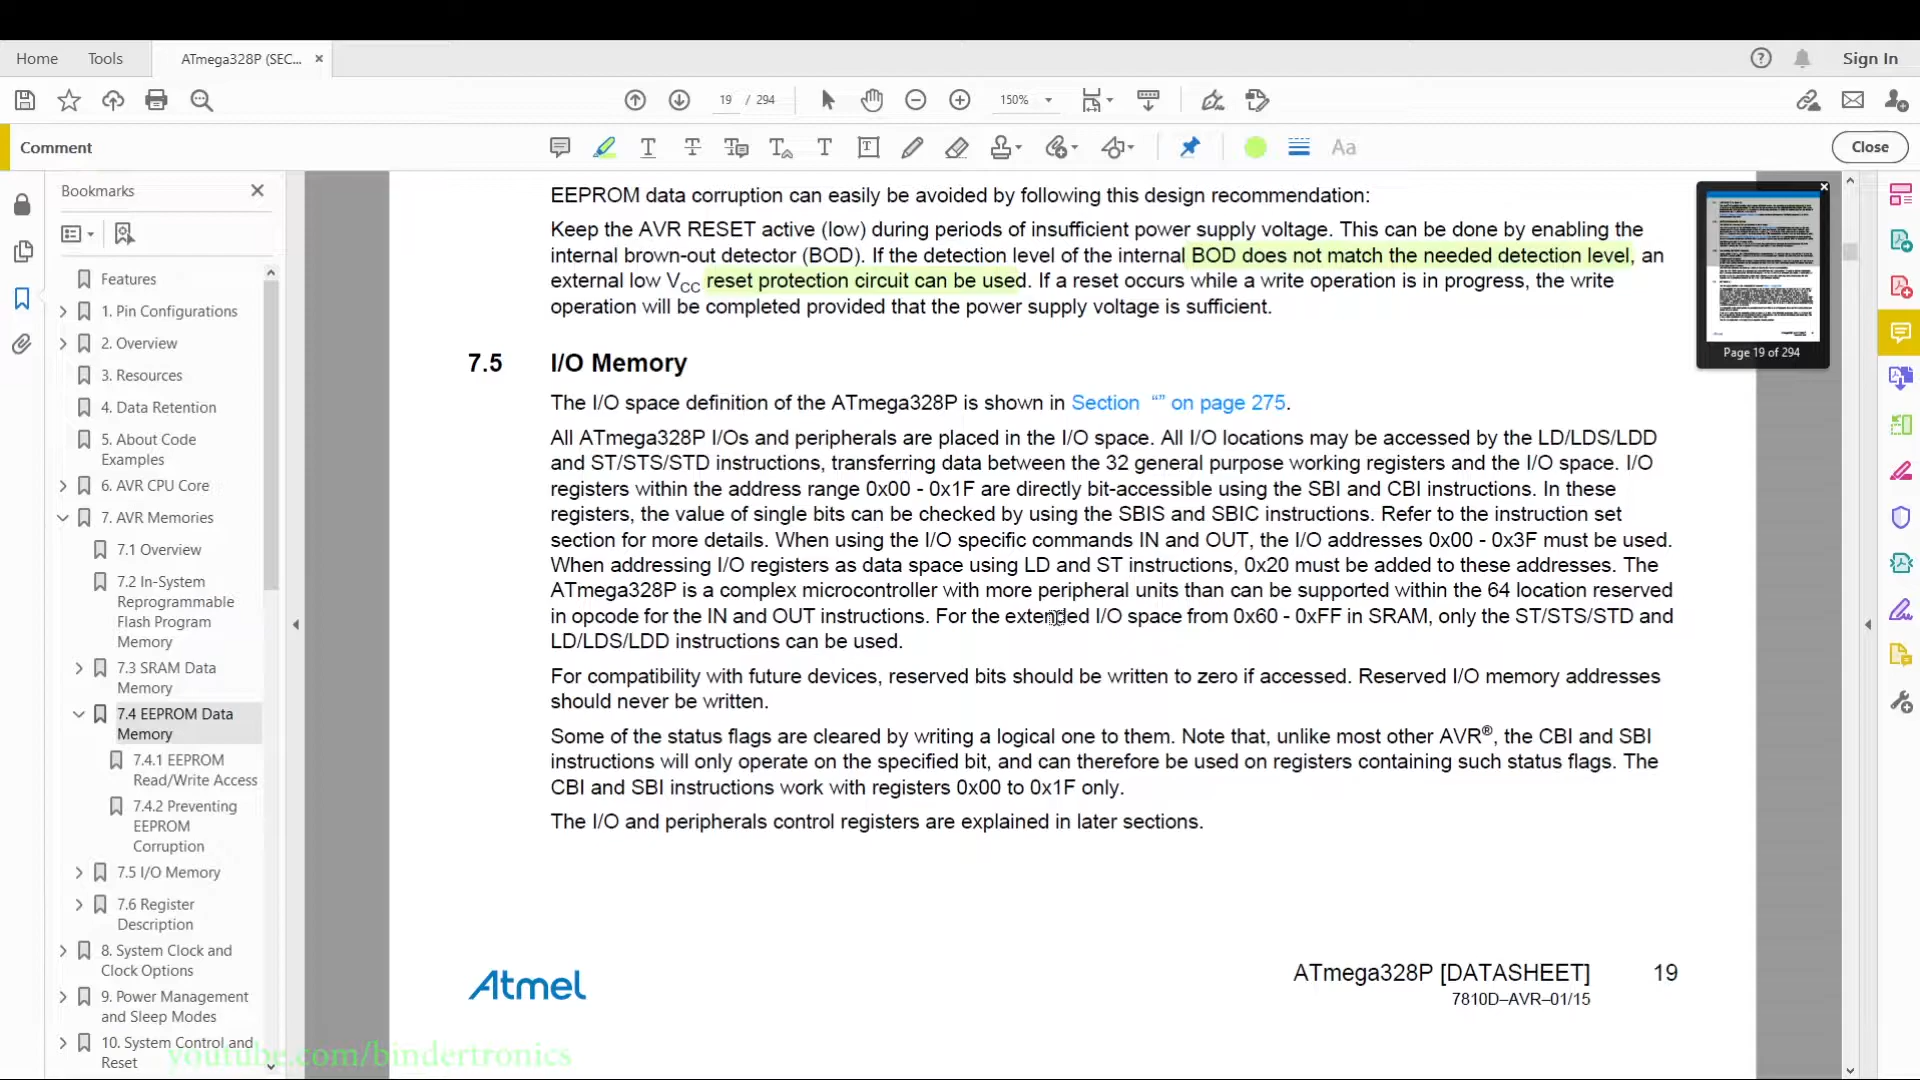 Home
Tools
ATmega328P (SEC...
Sign In
19 / 294
150%
Comment
Aa
Close
Bookmarks
Features
1. Pin Configurations
2. Overview
3. Resources
4. Data Retention
5. About Code
Examples
6. AVR CPU Core
7. AVR Memories
7.1 Overview
7.2 In-System
Reprogrammable
Flash Program
Memory
7.3 SRAM Data
Memory
7.4 EEPROM Data
Memory
7.4.1 EEPROM
Read/Write Access
7.4.2 Preventing
EEPROM
Corruption
7.5 I/O Memory
7.6 Register
Description
8. System Clock and
Clock Options
9. Power Management
and Sleep Modes
10. System Control and
Reset
EEPROM data corruption can easily be avoided by following this design recommendation:
Keep the AVR RESET active (low) during periods of insufficient power supply voltage. This can be done by enabling the
internal brown-out detector (BOD). If the detection level of the internal BOD does not match the needed detection level, an
external low VCC reset protection circuit can be used. If a reset occurs while a write operation is in progress, the write
operation will be completed provided that the power supply voltage is sufficient.
7.5 I/O Memory
The I/O space definition of the ATmega328P is shown in Section “” on page 275.
All ATmega328P I/Os and peripherals are placed in the I/O space. All I/O locations may be accessed by the LD/LDS/LDD
and ST/STS/STD instructions, transferring data between the 32 general purpose working registers and the I/O space. I/O
registers within the address range 0x00 - 0x1F are directly bit-accessible using the SBI and CBI instructions. In these
registers, the value of single bits can be checked by using the SBIS and SBIC instructions. Refer to the instruction set
section for more details. When using the I/O specific commands IN and OUT, the I/O addresses 0x00 - 0x3F must be used.
When addressing I/O registers as data space using LD and ST instructions, 0x20 must be added to these addresses. The
ATmega328P is a complex microcontroller with more peripheral units than can be supported within the 64 location reserved
in opcode for the IN and OUT instructions. For the extended I/O space from 0x60 - 0xFF in SRAM, only the ST/STS/STD and
LD/LDS/LDD instructions can be used.
For compatibility with future devices, reserved bits should be written to zero if accessed. Reserved I/O memory addresses
should never be written.
Some of the status flags are cleared by writing a logical one to them. Note that, unlike most other AVR®, the CBI and SBI
instructions will only operate on the specified bit, and can therefore be used on registers containing such status flags. The
CBI and SBI instructions work with registers 0x00 to 0x1F only.
The I/O and peripherals control registers are explained in later sections.
Page 19 of 294
Atmel
ATmega328P [DATASHEET] 19
7810D–AVR–01/15
youtube.com/bindertronics